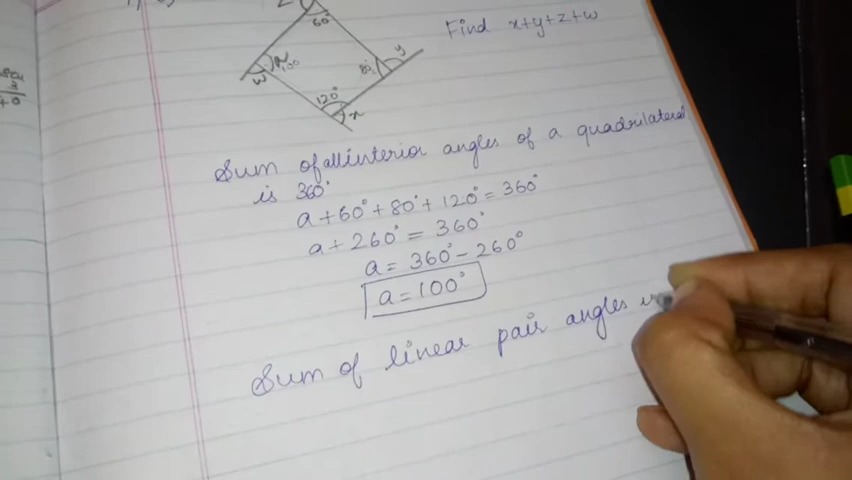 z
60°
Find x+y+z+w
a
100
w
80°
y
120°
x
Sum of all interior angles of a quadrilateral
is 360°
a+60°+80°+120°=360°
a+260°=360°
a=360°-260°
a=100°
Sum of linear pair angles is